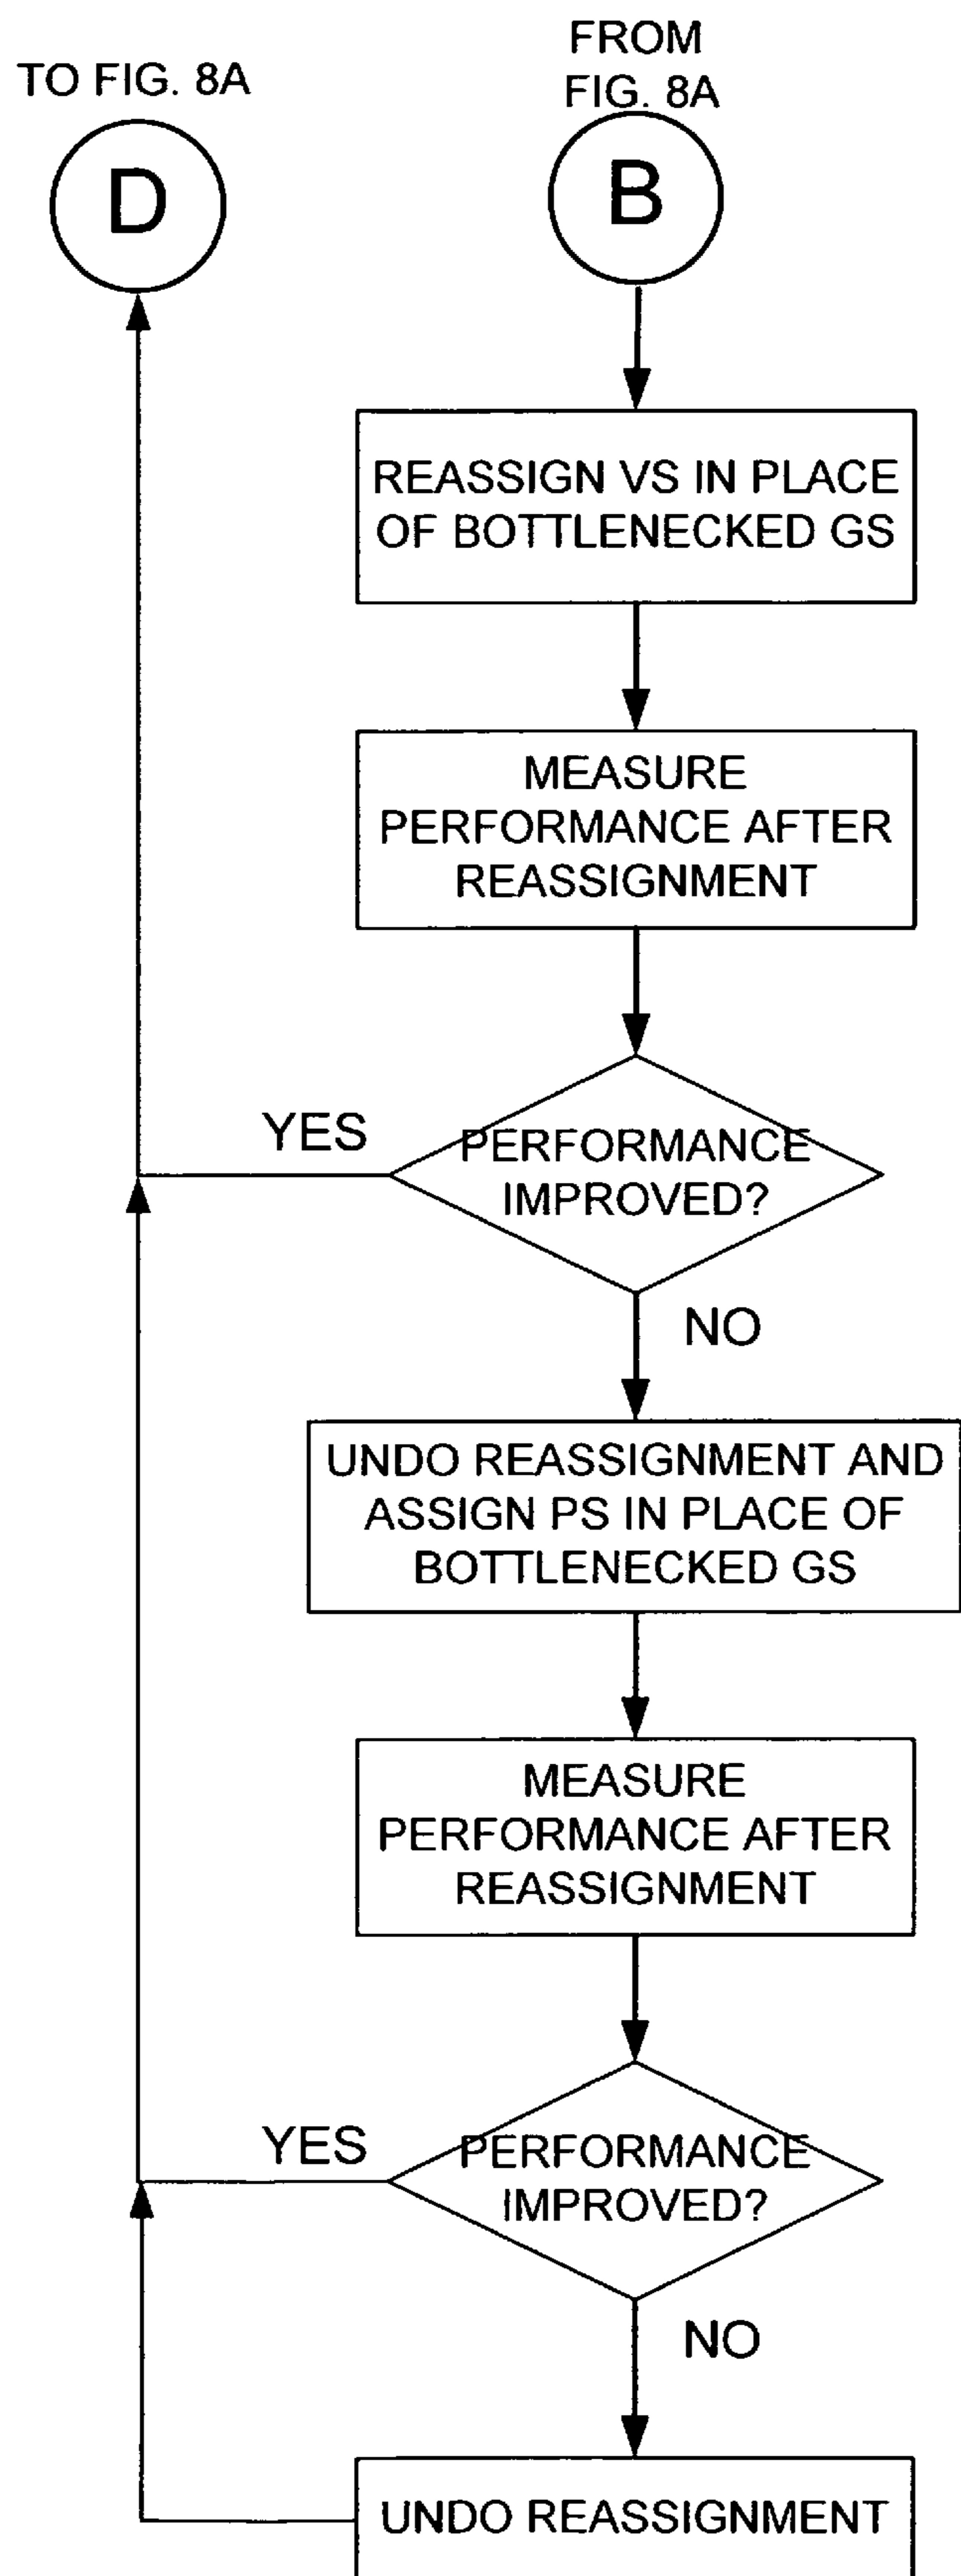 TO FIG. 8A
D
FROM
FIG. 8A
B
REASSIGN VS IN PLACE
OF BOTTLENECKED GS
MEASURE
PERFORMANCE AFTER
REASSIGNMENT
YES
PERFORMANCE
IMPROVED?
NO
UNDO REASSIGNMENT AND
ASSIGN PS IN PLACE OF
BOTTLENECKED GS
MEASURE
PERFORMANCE AFTER
REASSIGNMENT
YES
PERFORMANCE
IMPROVED?
NO
UNDO REASSIGNMENT